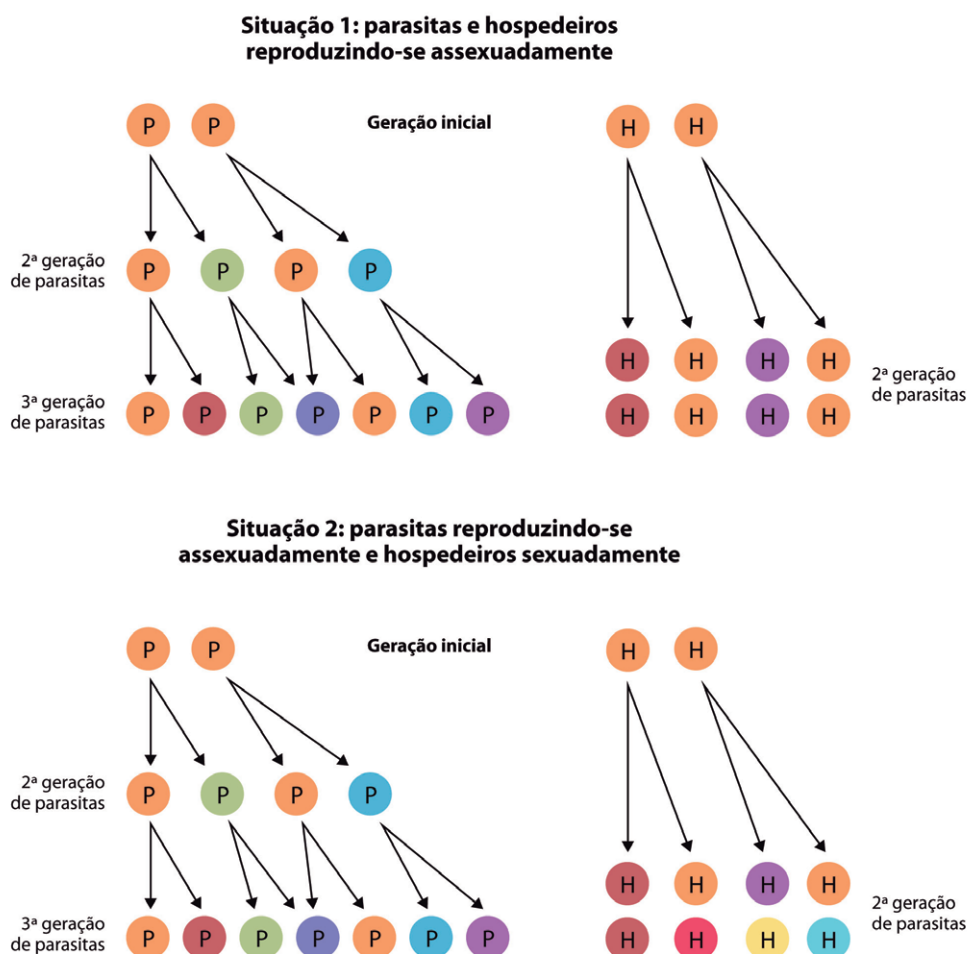 Situação 1: parasitas e hospedeiros
reproduzindo-se assexuadamente
P P Geração inicial H H
2ª geração
de parasitas
P P P P
H H H H
3ª geração
de parasitas
P P P P P P P
H H H H
2ª geração
de parasitas
Situação 2: parasitas reproduzindo-se
assexuadamente e hospedeiros sexuadamente
P P Geração inicial H H
2ª geração
de parasitas
P P P P
H H H H
3ª geração
de parasitas
P P P P P P P
H H H H
2ª geração
de parasitas